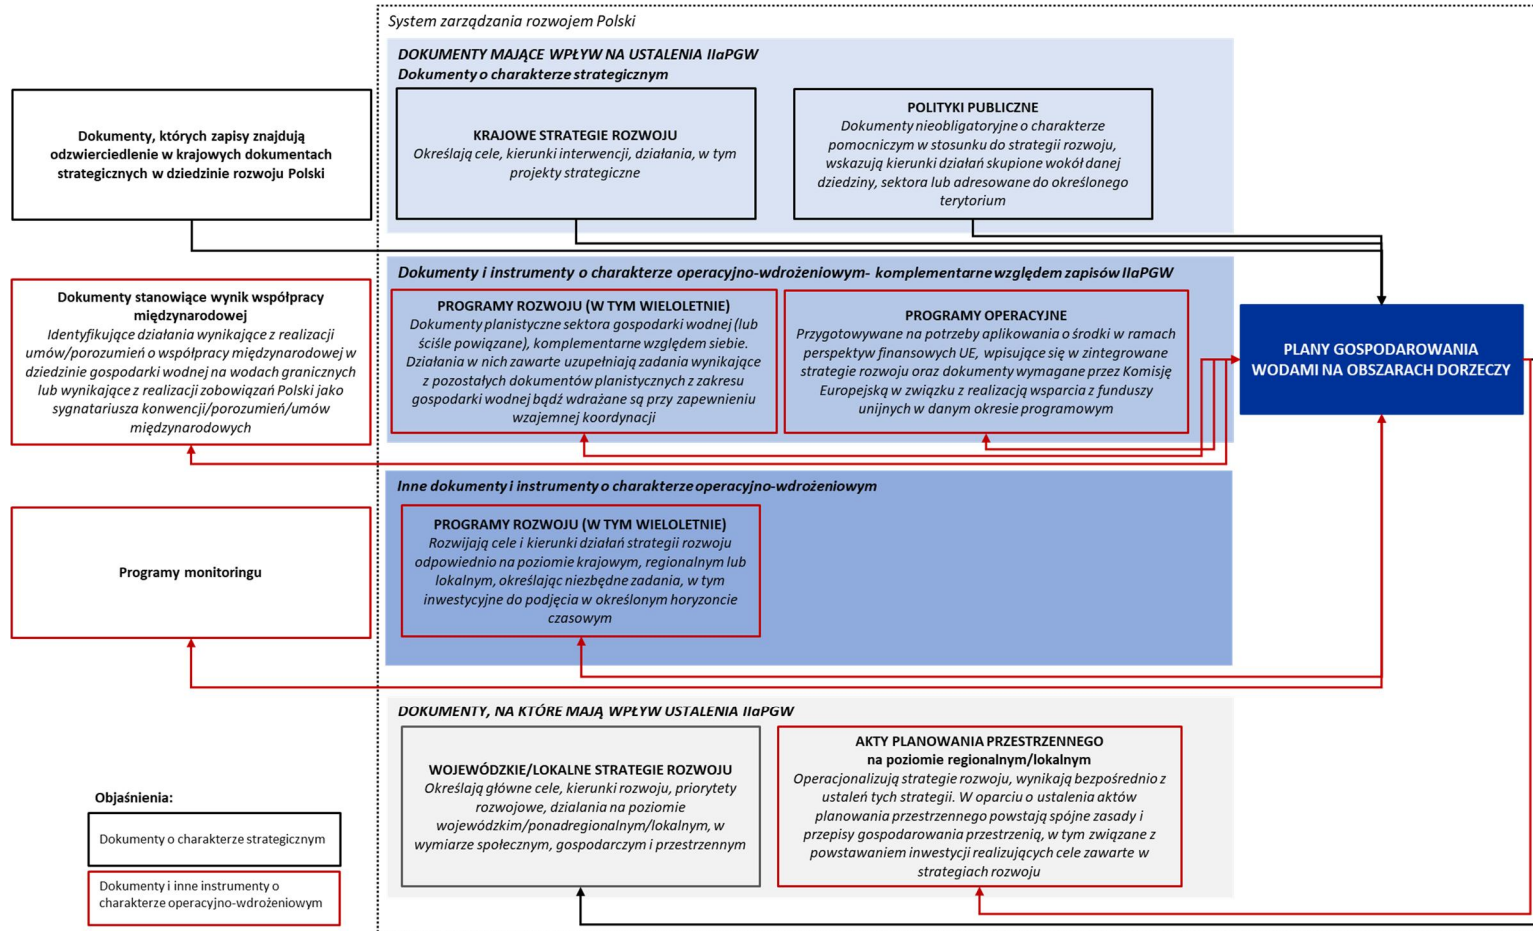 System zarządzania rozwojem Polski
DOKUMENTY MAJĄCE WPŁYW NA USTALENIA IIaPGW
Dokumenty o charakterze strategicznym
Dokumenty, których zapisy znajdują
odzwierciedlenie w krajowych dokumentach
strategicznych w dziedzinie rozwoju Polski
KRAJOWE STRATEGIE ROZWOJU
Określają cele, kierunki interwencji, działania, w tym
projekty strategiczne
POLITYKI PUBLICZNE
Dokumenty nieobligatoryjne o charakterze
pomocniczym w stosunku do strategii rozwoju,
wskazują kierunki działań skupione wokół danej
dziedziny, sektora lub adresowane do określonego
terytorium
Dokumenty i instrumenty o charakterze operacyjno-wdrożeniowym- komplementarne względem zapisów IIaPGW
Dokumenty stanowiące wynik współpracy
międzynarodowej
Identyfikujące działania wynikające z realizacji
umów/porozumień o współpracy międzynarodowej w
dziedzinie gospodarki wodnej na wodach granicznych
lub wynikające z realizacji zobowiązań Polski jako
sygnatariusza konwencji/porozumień/umów
międzynarodowych
PROGRAMY ROZWOJU (W TYM WIELOLETNIE)
Dokumenty planistyczne sektora gospodarki wodnej (lub
ściśle powiązane), komplementarne względem siebie.
Działania w nich zawarte uzupełniają zadania wynikające
z pozostałych dokumentów planistycznych z zakresu
gospodarki wodnej bądź wdrażane są przy zapewnieniu
wzajemnej koordynacji
PROGRAMY OPERACYJNE
Przygotowywane na potrzeby aplikowania o środki w ramach
perspektyw finansowych UE, wpisujące się w zintegrowane
strategie rozwoju oraz dokumenty wymagane przez Komisję
Europejską w związku z realizacją wsparcia z funduszy
unijnych w danym okresie programowym
PLANY GOSPODAROWANIA
WODAMI NA OBSZARACH DORZECZY
Inne dokumenty i instrumenty o charakterze operacyjno-wdrożeniowym
Programy monitoringu
PROGRAMY ROZWOJU (W TYM WIELOLETNIE)
Rozwijają cele i kierunki działań strategii rozwoju
odpowiednio na poziomie krajowym, regionalnym lub
lokalnym, określając niezbędne zadania, w tym
inwestycyjne do podjęcia w określonym horyzoncie
czasowym
DOKUMENTY, NA KTÓRE MAJĄ WPŁYW USTALENIA IIaPGW
WOJEWÓDZKIE/LOKALNE STRATEGIE ROZWOJU
Określają główne cele, kierunki rozwoju, priorytety
rozwojowe, dzialania na poziomie
wojewódzkim/ponadregionalnym/lokalnym, w
wymiarze społecznym, gospodarczym i przestrzennym
AKTY PLANOWANIA PRZESTRZENNEGO
na poziomie regionalnym/lokalnym
Operacjonalizują strategie rozwoju, wynikają bezpośrednio z
ustaleń tych strategii. W oparciu o ustalenia aktów
planowania przestrzennego powstają spójne zasady i
przepisy gospodarowania przestrzenią, w tym związane z
powstawaniem inwestycji realizujących cele zawarte w
strategiach rozwoju
Objaśnienia:
Dokumenty o charakterze strategicznym
Dokumenty i inne instrumenty o
charakterze operacyjno-wdrożeniowym